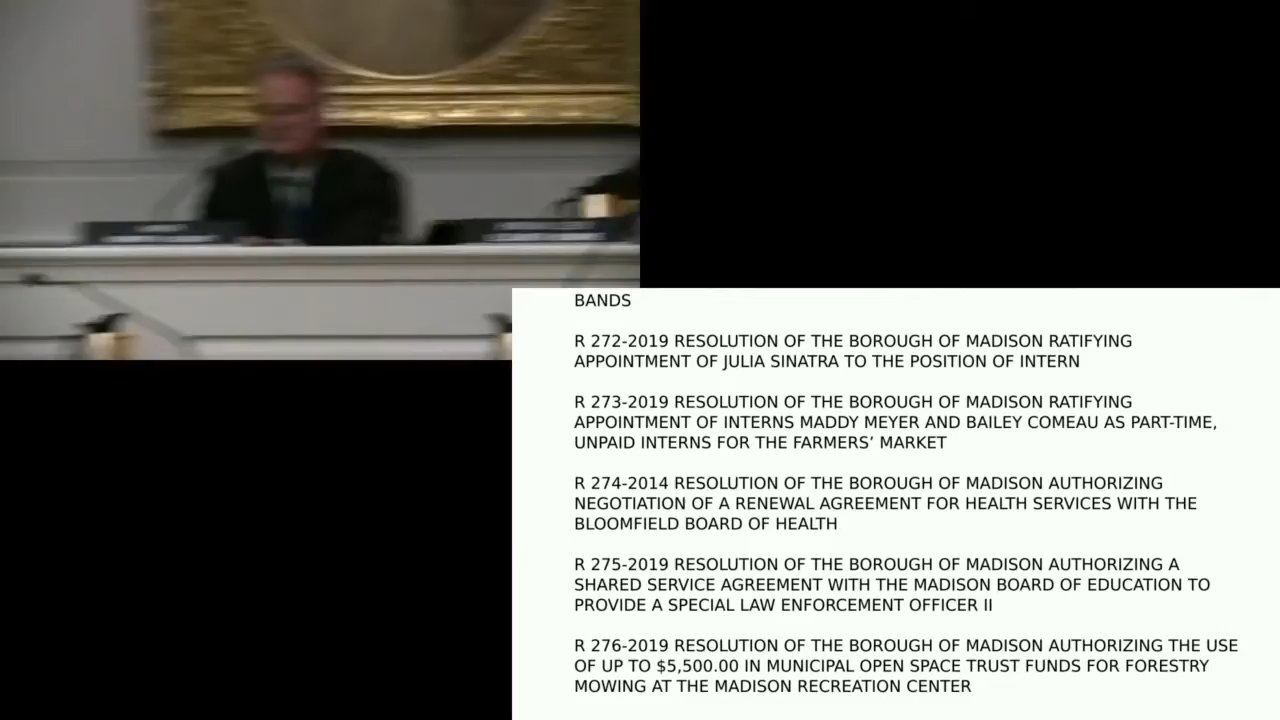 BANDS
R 272-2019 RESOLUTION OF THE BOROUGH OF MADISON RATIFYING
APPOINTMENT OF JULIA SINATRA TO THE POSITION OF INTERN
R 273-2019 RESOLUTION OF THE BOROUGH OF MADISON RATIFYING
APPOINTMENT OF INTERNS MADDY MEYER AND BAILEY COMEAU AS PART-TIME,
UNPAID INTERNS FOR THE FARMERS’ MARKET
R 274-2014 RESOLUTION OF THE BOROUGH OF MADISON AUTHORIZING
NEGOTIATION OF A RENEWAL AGREEMENT FOR HEALTH SERVICES WITH THE
BLOOMFIELD BOARD OF HEALTH
R 275-2019 RESOLUTION OF THE BOROUGH OF MADISON AUTHORIZING A
SHARED SERVICE AGREEMENT WITH THE MADISON BOARD OF EDUCATION TO
PROVIDE A SPECIAL LAW ENFORCEMENT OFFICER II
R 276-2019 RESOLUTION OF THE BOROUGH OF MADISON AUTHORIZING THE USE
OF UP TO $5,500.00 IN MUNICIPAL OPEN SPACE TRUST FUNDS FOR FORESTRY
MOWING AT THE MADISON RECREATION CENTER